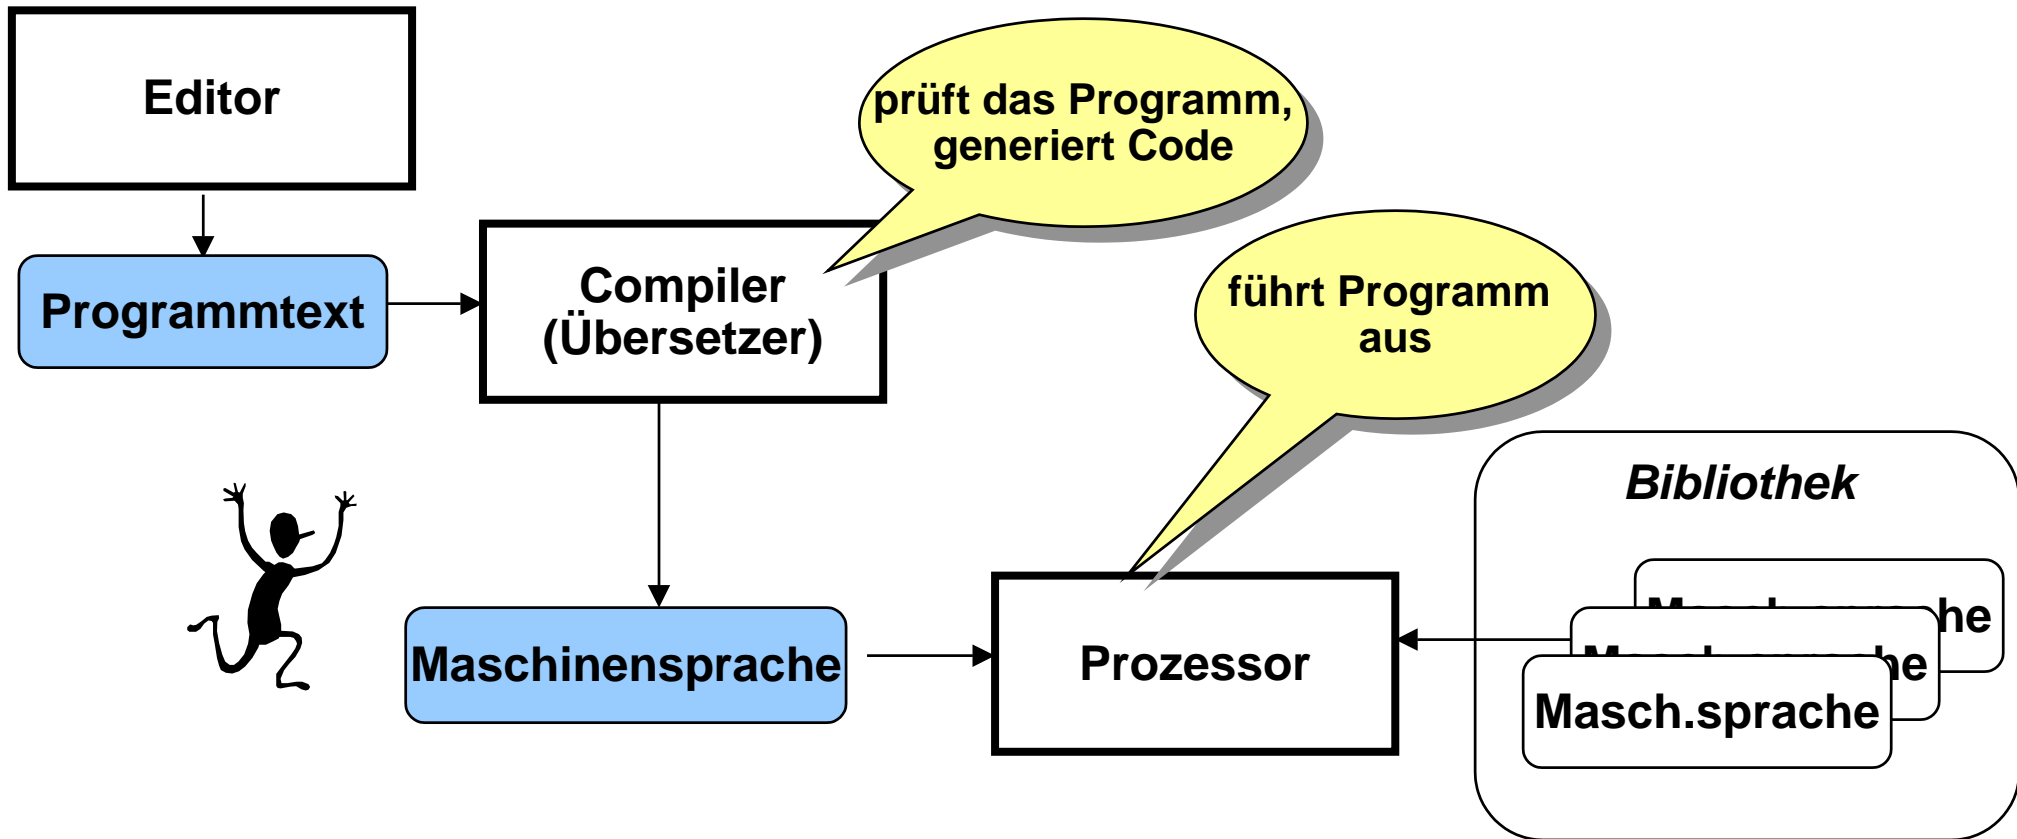 Editor
prüft das Programm,
generiert Code
Programmtext
Compiler
(Übersetzer)
führt Programm
aus
Bibliothek
Maschinensprache
Prozessor
Masch.sprache